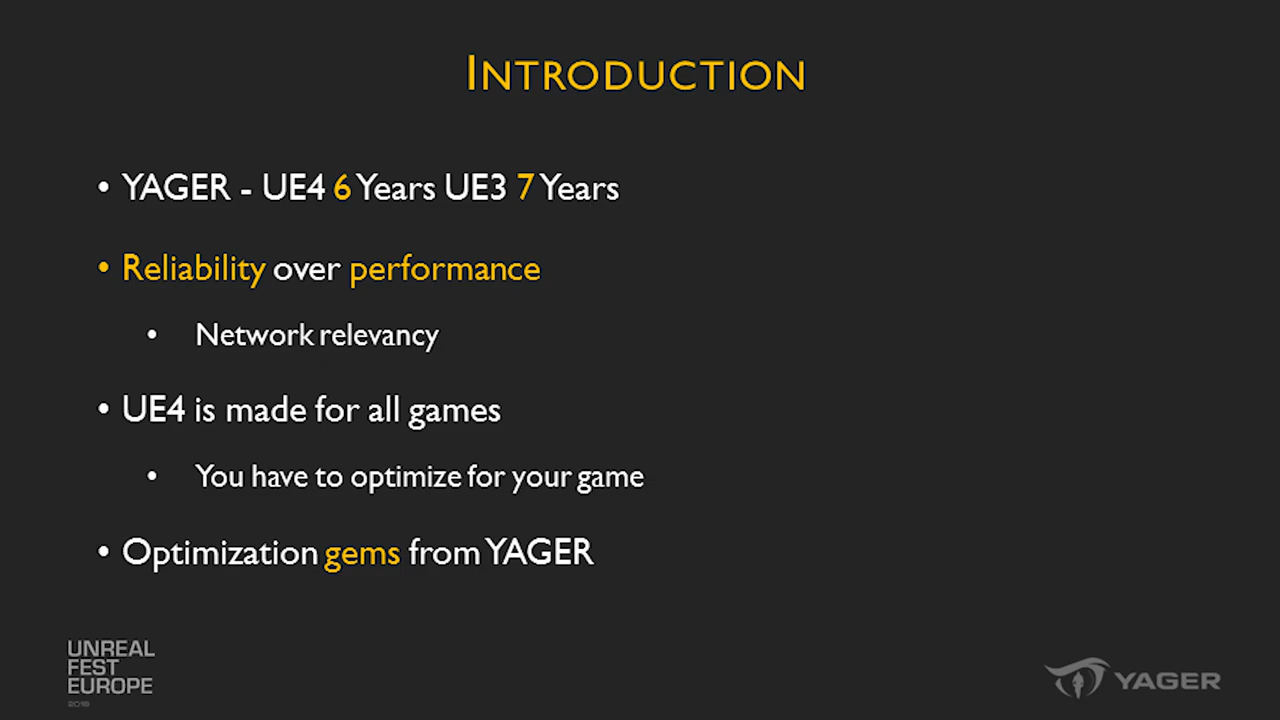 INTRODUCTION
• YAGER - UE4 6 Years UE3 7 Years
• Reliability over performance
• Network relevancy
• UE4 is made for all games
• You have to optimize for your game
• Optimization gems from YAGER
UNREAL
FEST
EUROPE
YAGER